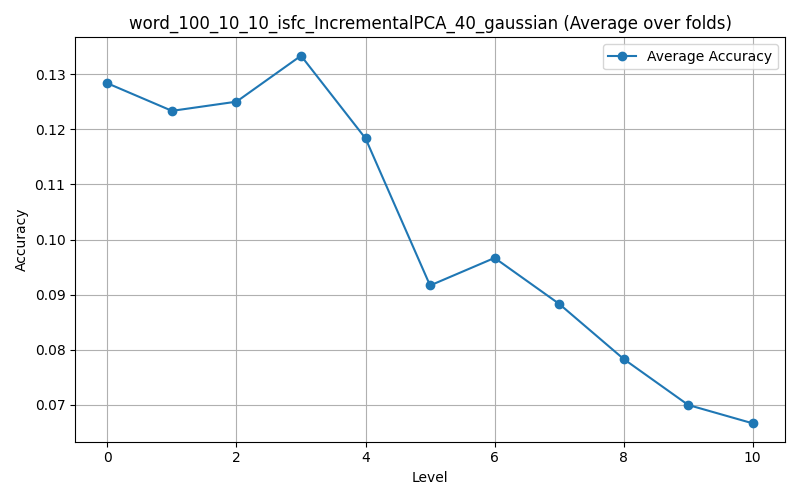 word_100_10_10_isfc_IncrementalPCA_40_gaussian (Average over folds)
Average Accuracy
0.13
0.12
0.11
0.10
0.09
0.08
0.07
Accuracy
0 2 4 6 8 10
Level